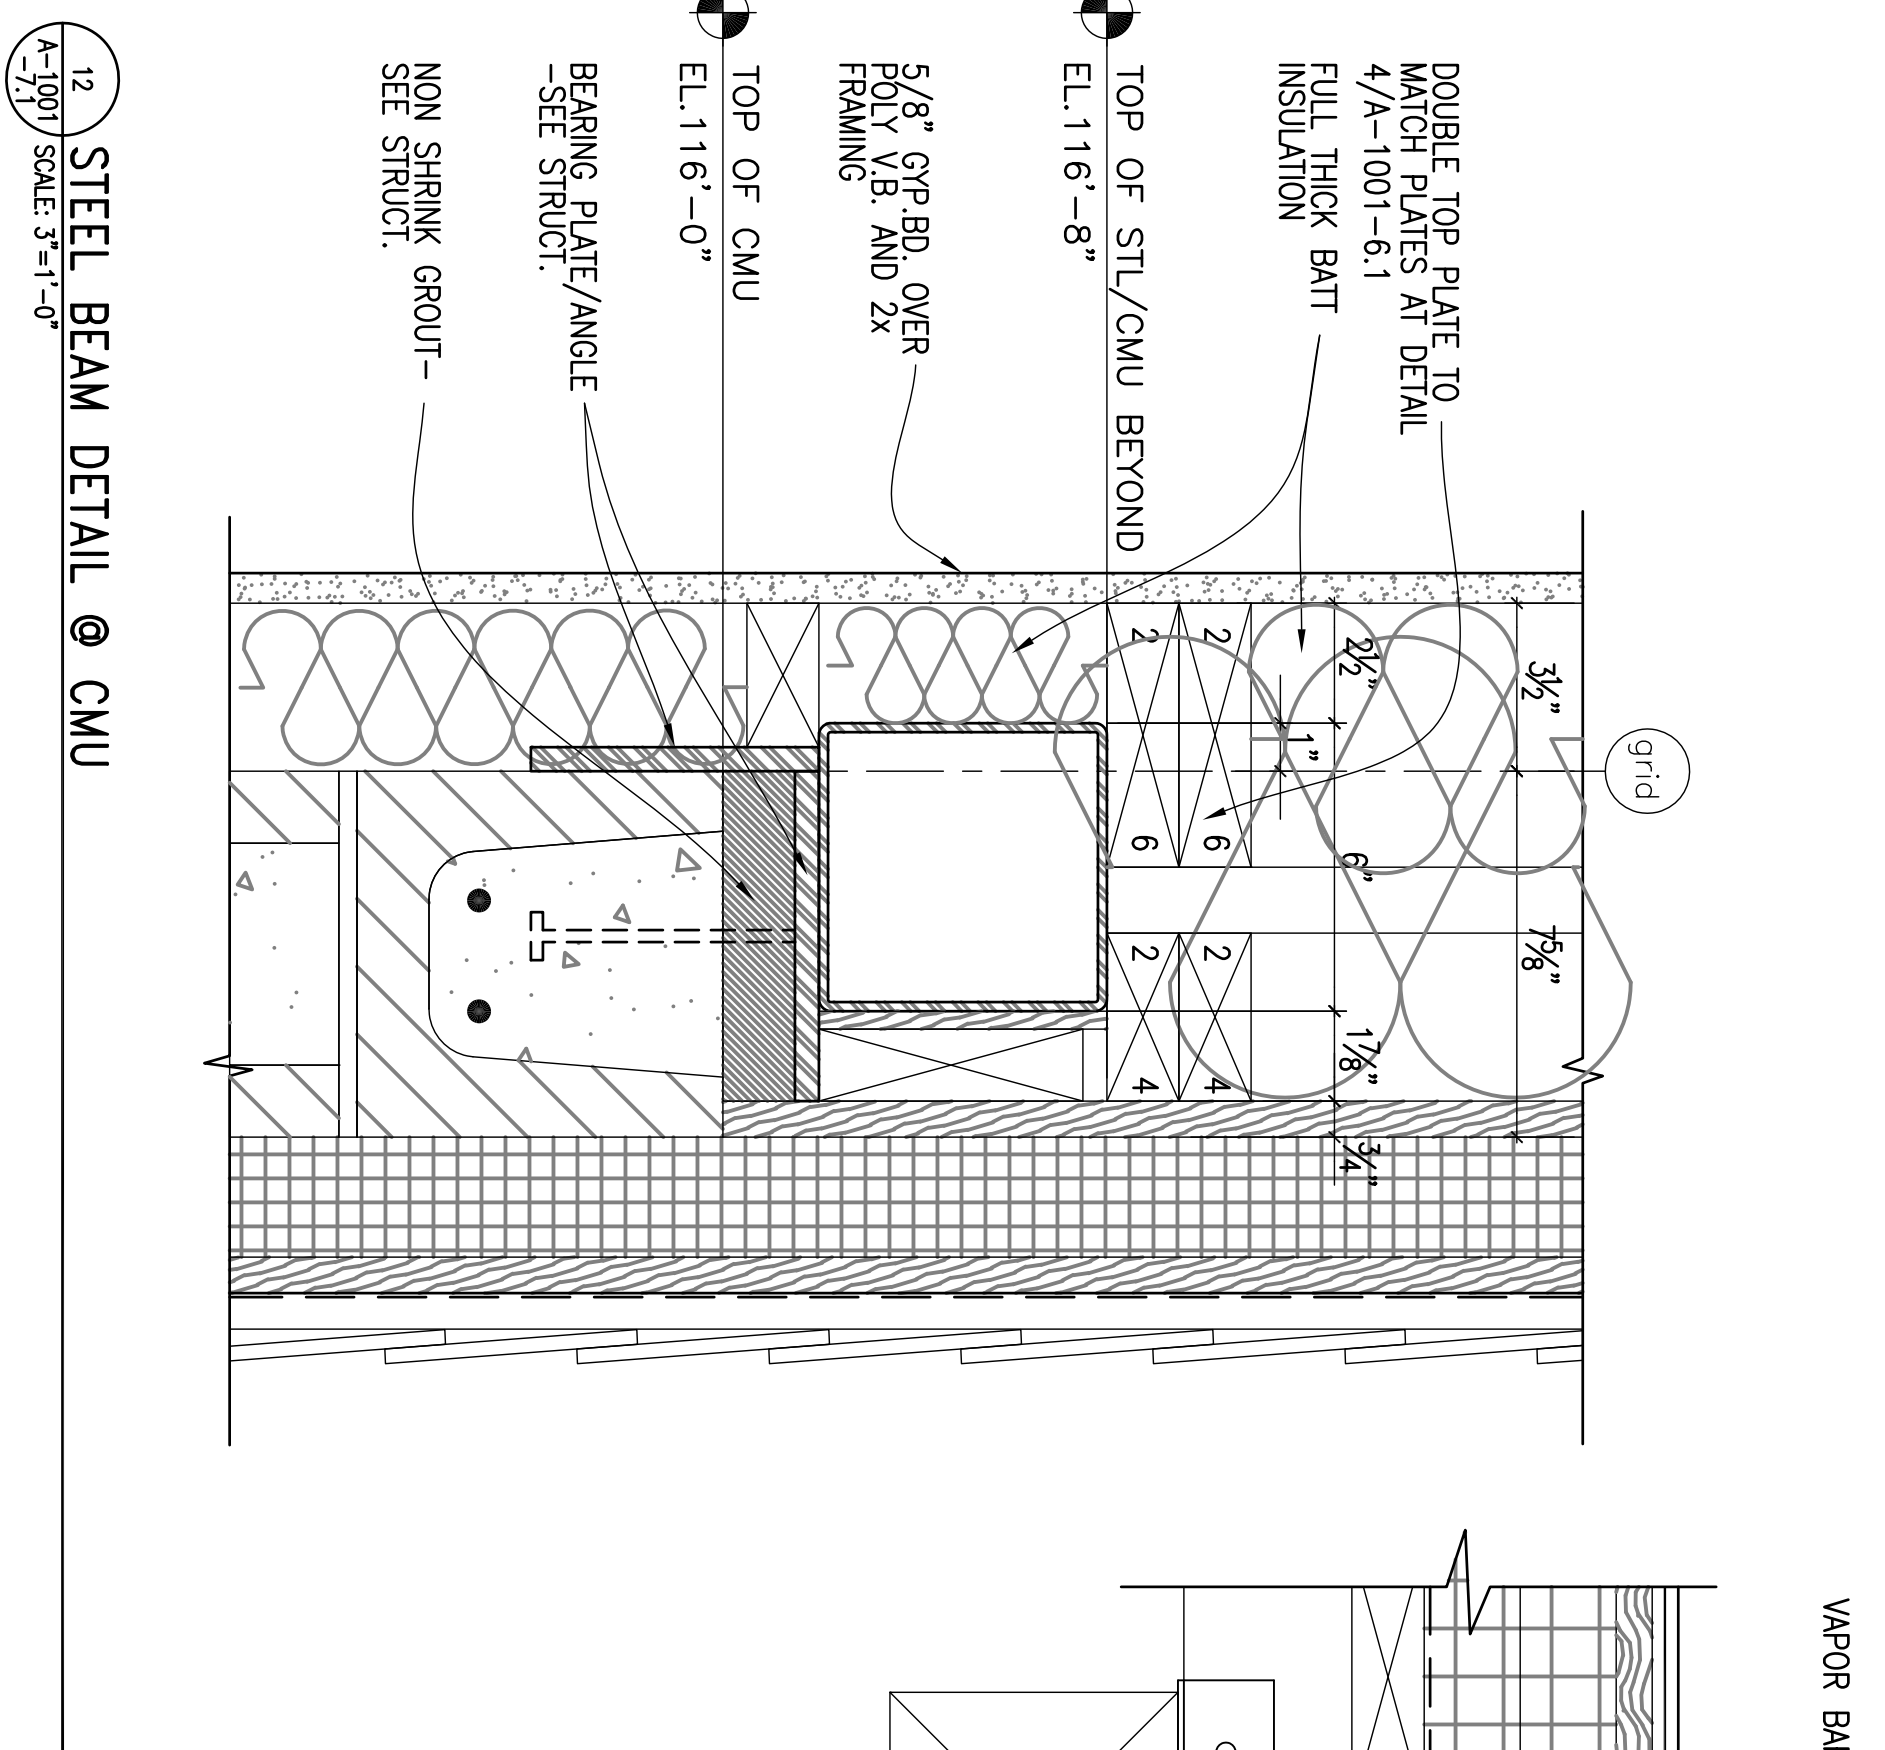 DOUBLE TOP PLATE TO
MATCH PLATES AT DETAIL
4/A-1001-6.1
FULL THICK BATT
INSULATION
TOP OF STL/CMU BEYOND
EL.116'-8"
5/8" GYP.BD. OVER
POLY V.B. AND 2x
FRAMING
TOP OF CMU
EL.116'-0"
BEARING PLATE/ANGLE
-SEE STRUCT.
NON SHRINK GROUT-
SEE STRUCT.
grid
3½"
7⅝"
2½"
1"
6"
1⅞"
¾"
2 6
2 6
2 4
2 4
12
A-1001
-7.1
STEEL BEAM DETAIL @ CMU
SCALE: 3"=1'-0"
VAPOR